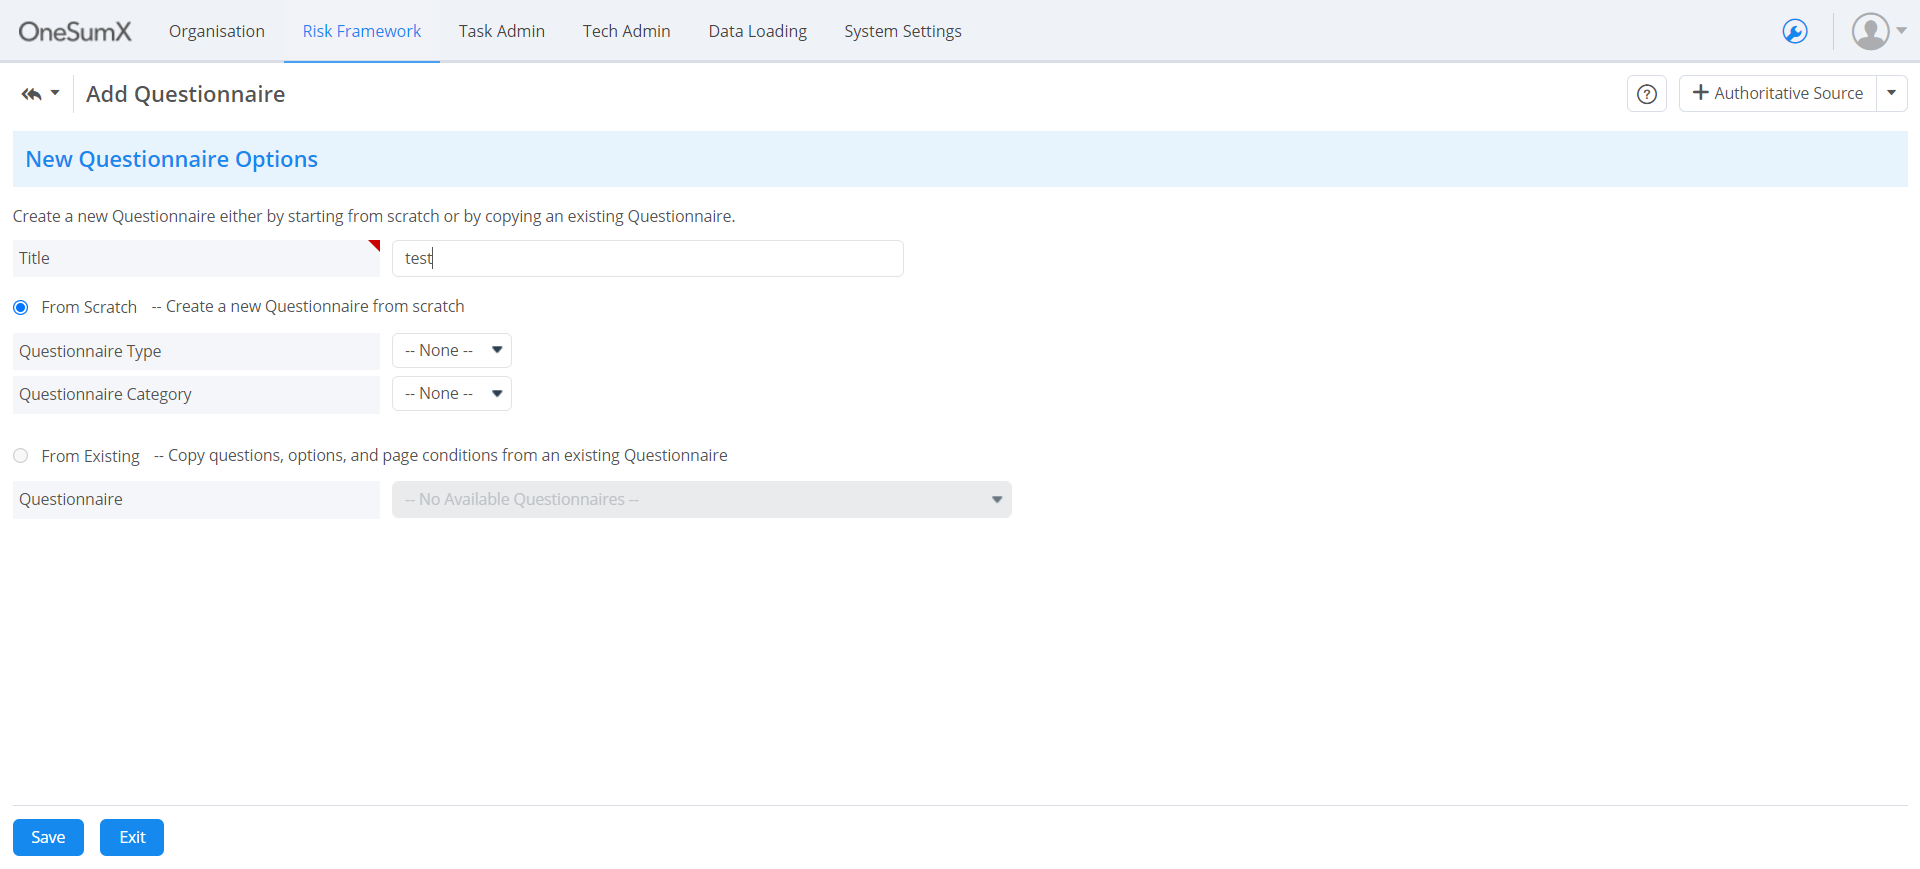 OneSumX Organisation Risk Framework Task Admin Tech Admin Data Loading System Settings
Add Questionnaire
? + Authoritative Source
New Questionnaire Options
Create a new Questionnaire either by starting from scratch or by copying an existing Questionnaire.
Title test
From Scratch -- Create a new Questionnaire from scratch
Questionnaire Type -- None --
Questionnaire Category -- None --
From Existing -- Copy questions, options, and page conditions from an existing Questionnaire
Questionnaire -- No Available Questionnaires --
Save Exit